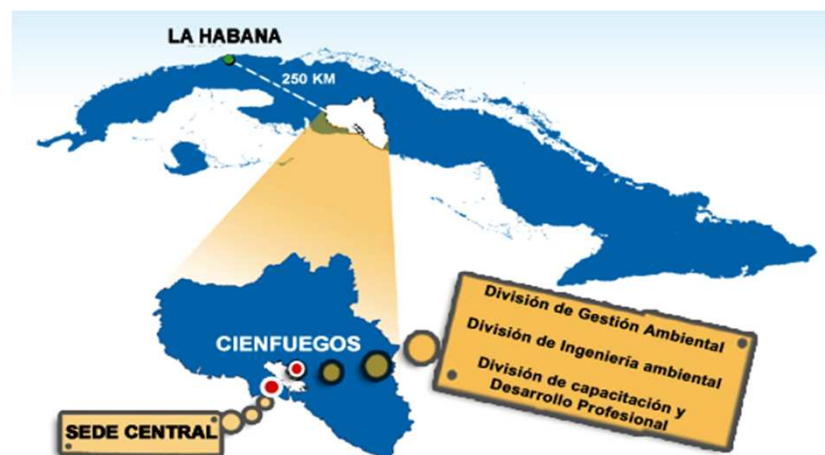 LA HABANA
250 KM
CIENFUEGOS
División de Gestión Ambiental
División de Ingeniería ambiental
División de capacitación y
Desarrollo Profesional
SEDE CENTRAL